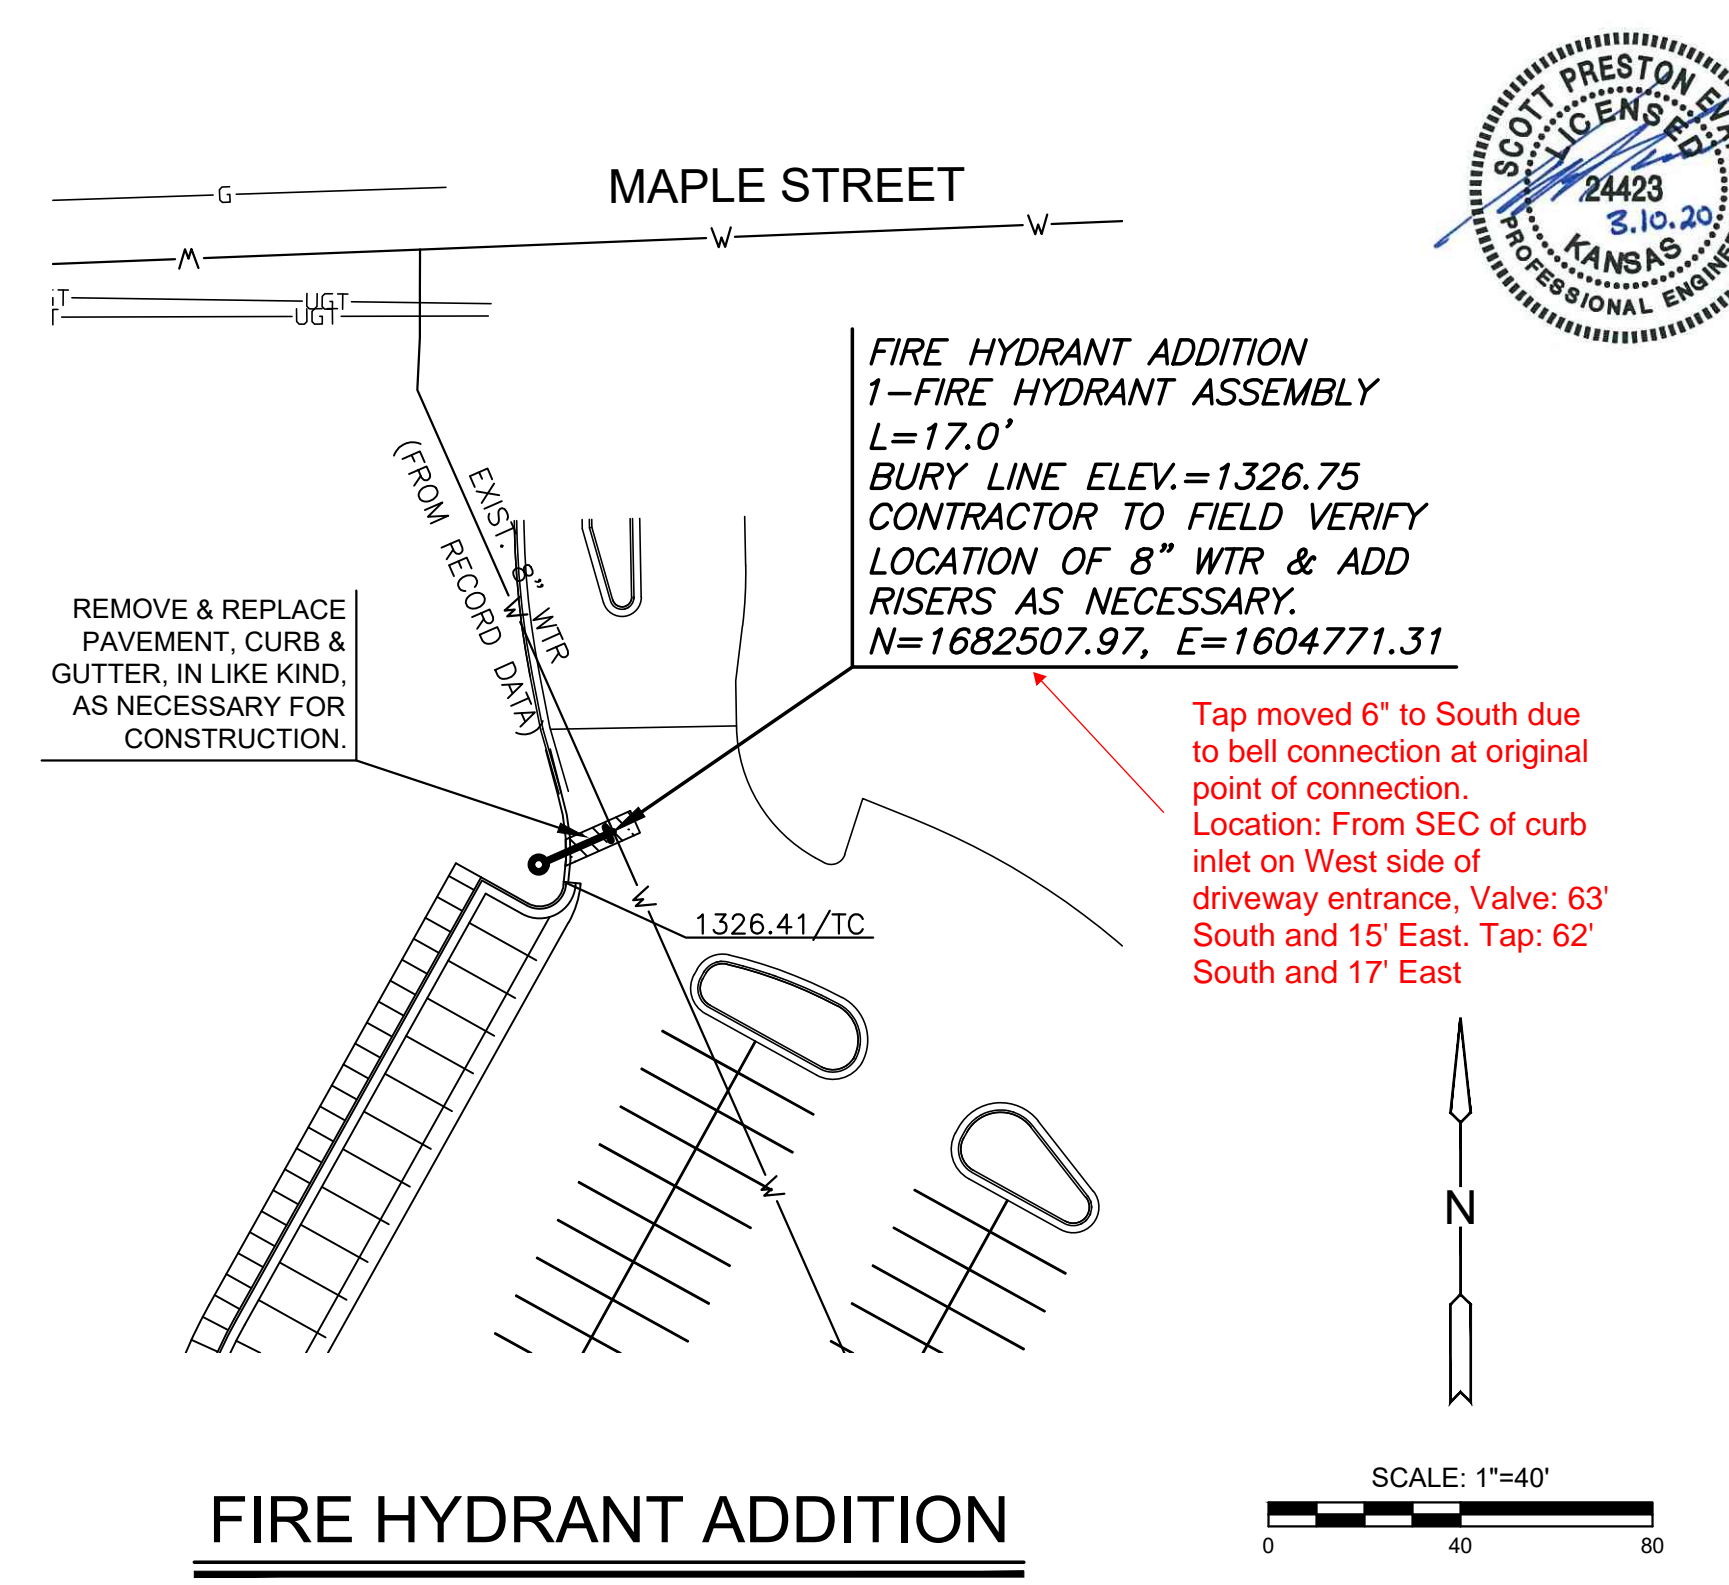 SCOTT PRESTON
LICENSED
24423
3.10.20
KANSAS
PROFESSIONAL
G
MAPLE STREET
W
W
W
UGT
UGT
FIRE HYDRANT ADDITION
1-FIRE HYDRANT ASSEMBLY
L=17.0'
BURY LINE ELEV.=1326.75
CONTRACTOR TO FIELD VERIFY
LOCATION OF 8" WTR & ADD
RISERS AS NECESSARY.
N=1682507.97, E=1604771.31
EXIST. 8" WTR
(FROM RECORD DATA)
W
REMOVE & REPLACE
PAVEMENT, CURB &
GUTTER, IN LIKE KIND,
AS NECESSARY FOR
CONSTRUCTION.
Tap moved 6" to South due
to bell connection at original
point of connection.
Location: From SEC of curb
inlet on West side of
driveway entrance, Valve: 63'
South and 15' East. Tap: 62'
South and 17' East
W
1326.41/TC
W
N
SCALE: 1"=40'
0 40 80
FIRE HYDRANT ADDITION